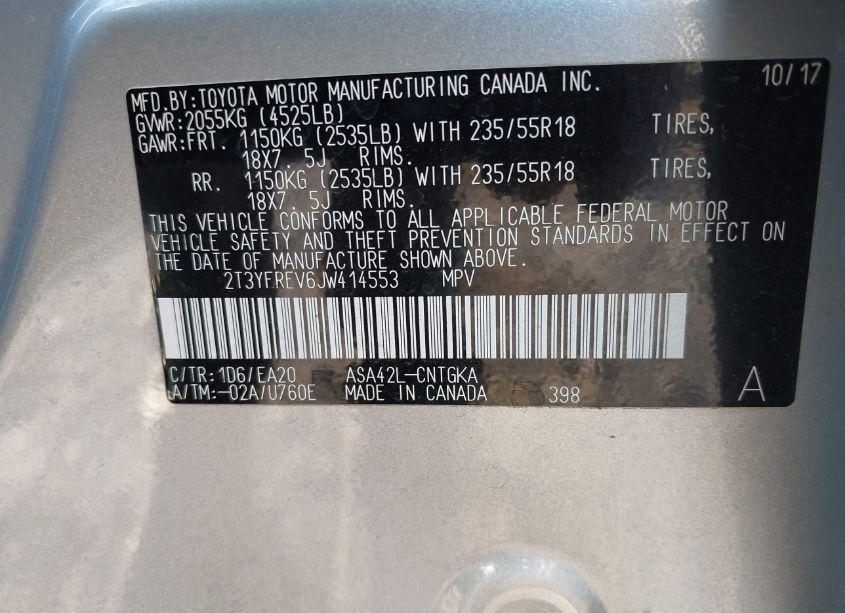 MFD.BY:TOYOTA MOTOR MANUFACTURING CANADA INC. 10/17
GVWR:2055KG (4525LB)
GAWR:FRT. 1150KG (2535LB) WITH 235/55R18 TIRES,
18X7. 5J RIMS.
RR. 1150KG (2535LB) WITH 235/55R18 TIRES,
18X7. 5J RIMS.
THIS VEHICLE CONFORMS TO ALL APPLICABLE FEDERAL MOTOR
VEHICLE SAFETY AND THEFT PREVENTION STANDARDS IN EFFECT ON
THE DATE OF MANUFACTURE SHOWN ABOVE.
2T3YFREV6JW414553 MPV
C/TR:1D6/EA20 ASA42L-CNTGKA
A/TM:-02A/U760E MADE IN CANADA 398 A